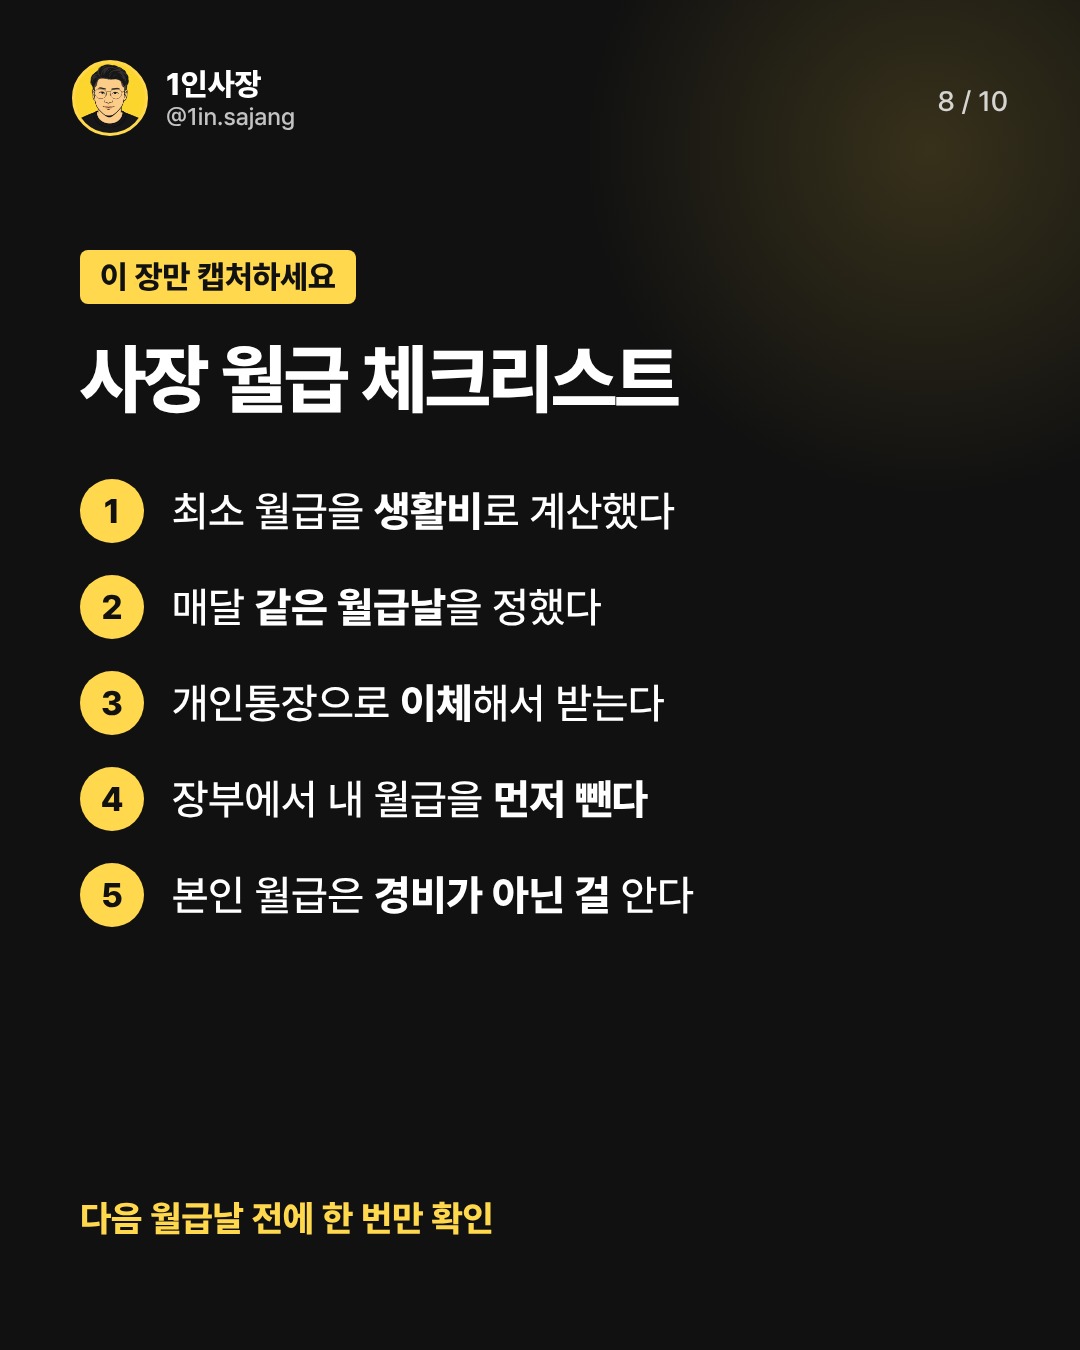 1인사장
@1in.sajang
8 / 10
이 장만 캡처하세요
사장 월급 체크리스트
1 최소 월급을 생활비로 계산했다
2 매달 같은 월급날을 정했다
3 개인통장으로 이체해서 받는다
4 장부에서 내 월급을 먼저 뺀다
5 본인 월급은 경비가 아닌 걸 안다
다음 월급날 전에 한 번만 확인